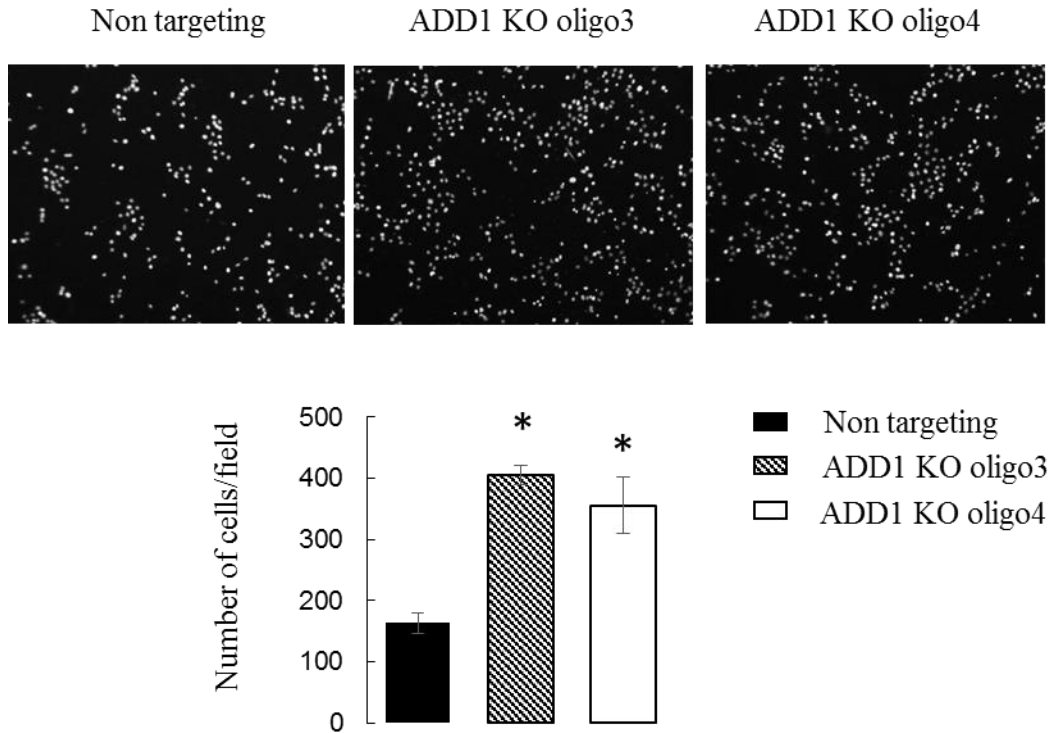 Non targeting
ADD1 KO oligo3
ADD1 KO oligo4
Number of cells/field
500
400
300
200
100
0
*
*
Non targeting
ADD1 KO oligo3
ADD1 KO oligo4